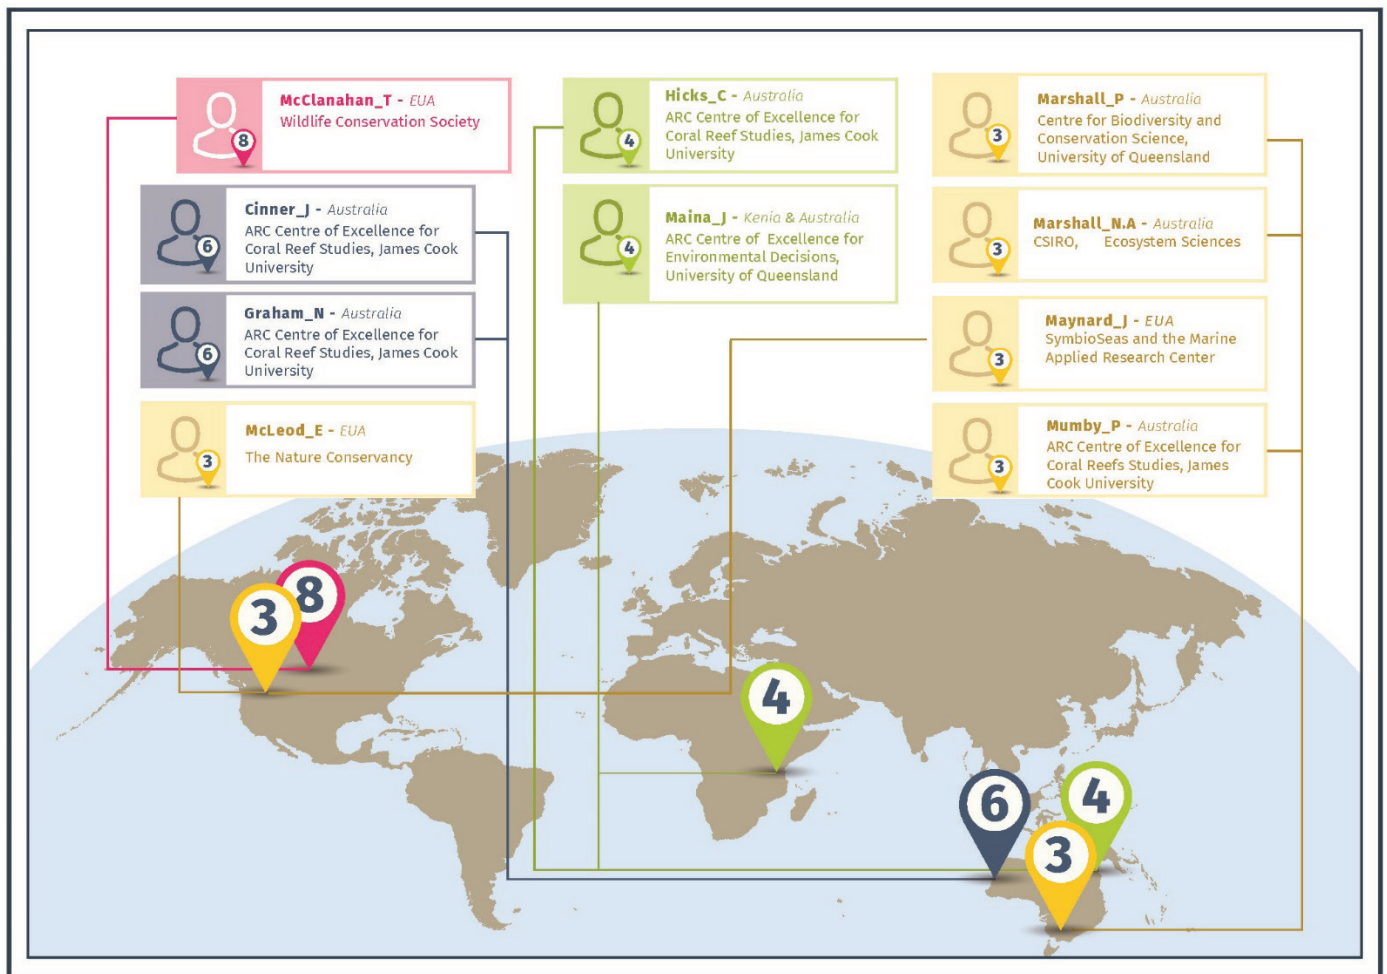 McClanahan_T - EUA
Wildlife Conservation Society
8
Cinner_J - Australia
ARC Centre of Excellence for
Coral Reef Studies, James Cook
University
6
Graham_N - Australia
ARC Centre of Excellence for
Coral Reef Studies, James Cook
University
6
McLeod_E - EUA
The Nature Conservancy
3
Hicks_C - Australia
ARC Centre of Excellence for
Coral Reef Studies, James Cook
University
4
Maina_J - Kenia & Australia
ARC Centre of Excellence for
Environmental Decisions,
University of Queensland
4
Marshall_P - Australia
Centre for Biodiversity and
Conservation Science,
University of Queensland
3
Marshall_N.A - Australia
CSIRO, Ecosystem Sciences
3
Maynard_J - EUA
SymbioSeas and the Marine
Applied Research Center
3
Mumby_P - Australia
ARC Centre of Excellence for
Coral Reefs Studies, James
Cook University
3
3
8
4
6
4
3